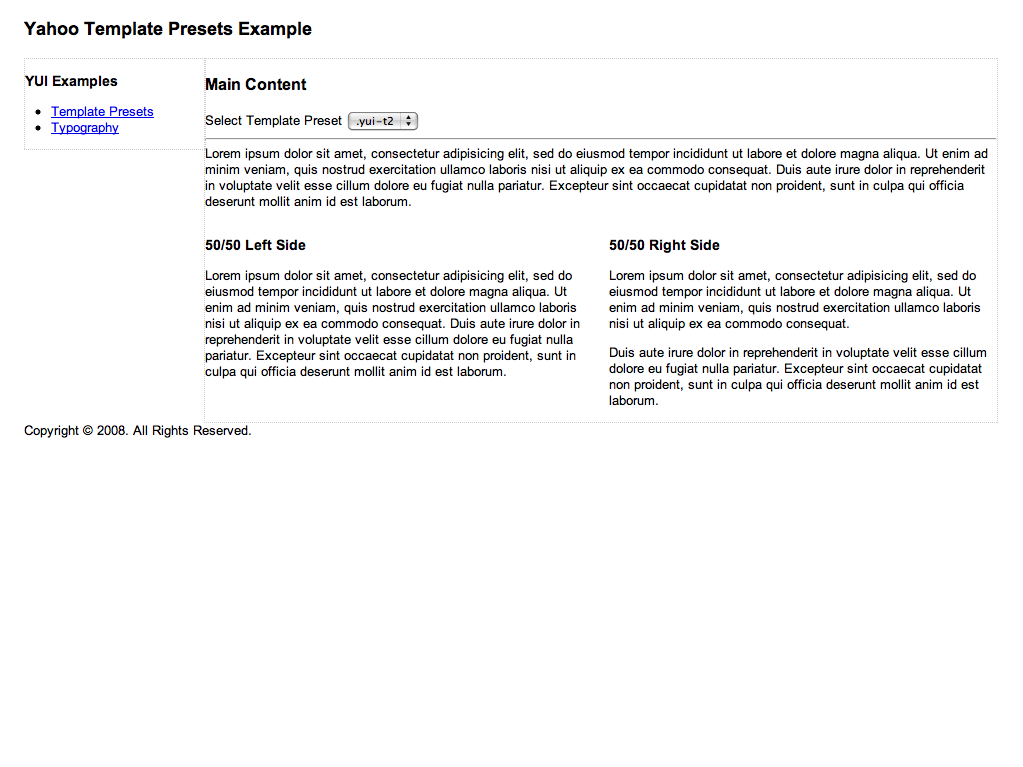 Yahoo Template Presets Example
YUI Examples
Template Presets
Typography
Main Content
Select Template Preset .yui-t2
Lorem ipsum dolor sit amet, consectetur adipisicing elit, sed do eiusmod tempor incididunt ut labore et dolore magna aliqua. Ut enim ad
minim veniam, quis nostrud exercitation ullamco laboris nisi ut aliquip ex ea commodo consequat. Duis aute irure dolor in reprehenderit
in voluptate velit esse cillum dolore eu fugiat nulla pariatur. Excepteur sint occaecat cupidatat non proident, sunt in culpa qui officia
deserunt mollit anim id est laborum.
50/50 Left Side
Lorem ipsum dolor sit amet, consectetur adipisicing elit, sed do
eiusmod tempor incididunt ut labore et dolore magna aliqua. Ut
enim ad minim veniam, quis nostrud exercitation ullamco laboris
nisi ut aliquip ex ea commodo consequat. Duis aute irure dolor in
reprehenderit in voluptate velit esse cillum dolore eu fugiat nulla
pariatur. Excepteur sint occaecat cupidatat non proident, sunt in
culpa qui officia deserunt mollit anim id est laborum.
50/50 Right Side
Lorem ipsum dolor sit amet, consectetur adipisicing elit, sed do
eiusmod tempor incididunt ut labore et dolore magna aliqua. Ut
enim ad minim veniam, quis nostrud exercitation ullamco laboris
nisi ut aliquip ex ea commodo consequat.
Duis aute irure dolor in reprehenderit in voluptate velit esse cillum
dolore eu fugiat nulla pariatur. Excepteur sint occaecat cupidatat
non proident, sunt in culpa qui officia deserunt mollit anim id est
laborum.
Copyright © 2008. All Rights Reserved.